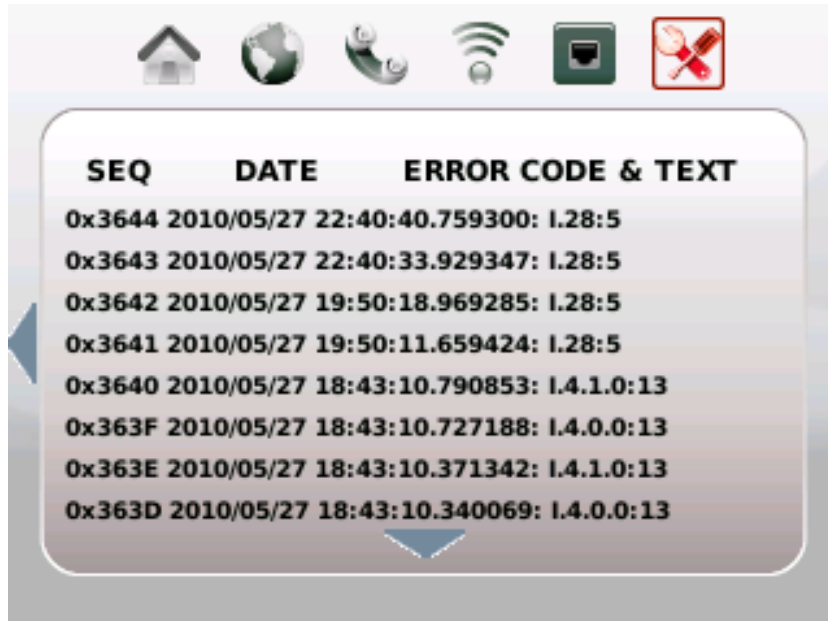 SEQ DATE ERROR CODE & TEXT
0x3644 2010/05/27 22:40:40.759300: I.28:5
0x3643 2010/05/27 22:40:33.929347: I.28:5
0x3642 2010/05/27 19:50:18.969285: I.28:5
0x3641 2010/05/27 19:50:11.659424: I.28:5
0x3640 2010/05/27 18:43:10.790853: I.4.1.0:13
0x363F 2010/05/27 18:43:10.727188: I.4.0.0:13
0x363E 2010/05/27 18:43:10.371342: I.4.1.0:13
0x363D 2010/05/27 18:43:10.340069: I.4.0.0:13